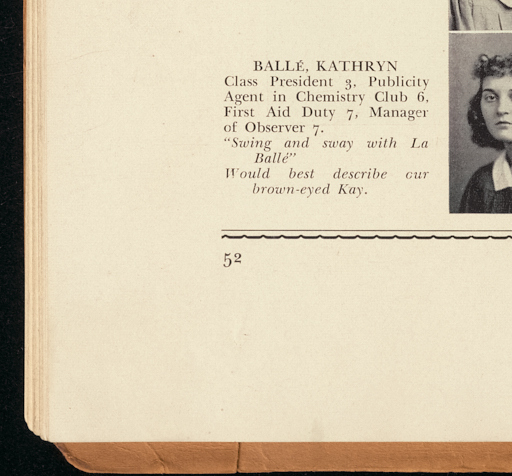 BALLÉ, KATHRYN
Class President 3, Publicity
Agent in Chemistry Club 6,
First Aid Duty 7, Manager
of Observer 7.
“Swing and sway with La
Ballé”
Would best describe our
brown-eyed Kay.
52